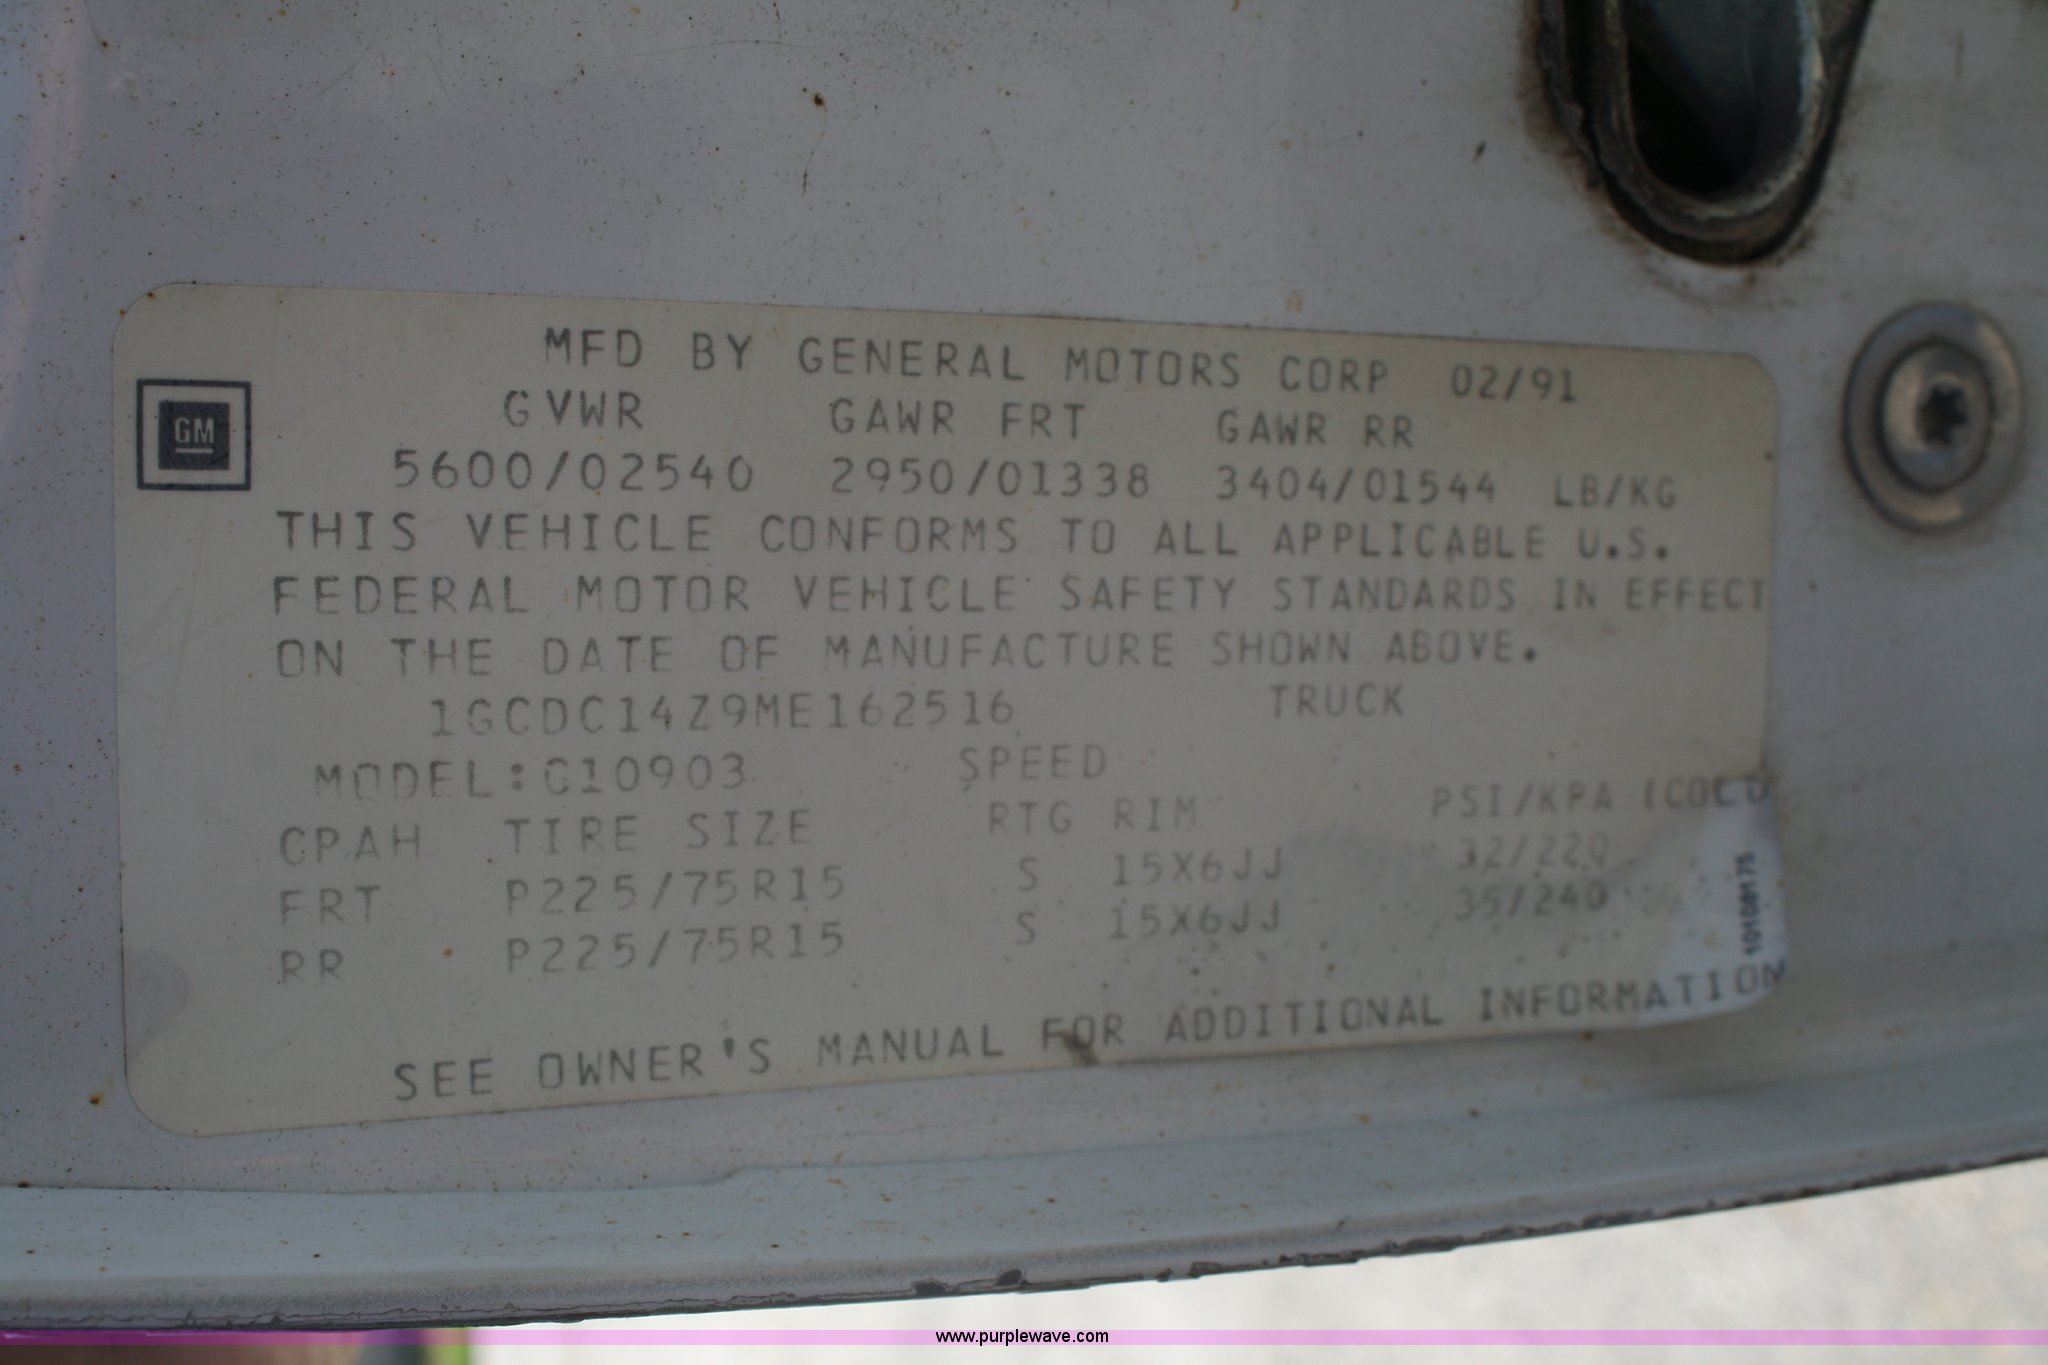 MFD BY GENERAL MOTORS CORP 02/91
GM
GVWR GAWR FRT GAWR RR
5600/02540 2950/01338 3404/01544 LB/KG
THIS VEHICLE CONFORMS TO ALL APPLICABLE U.S.
FEDERAL MOTOR VEHICLE SAFETY STANDARDS IN EFFECT
ON THE DATE OF MANUFACTURE SHOWN ABOVE.
1GCDC14Z9ME162516 TRUCK
MODEL:C10903 SPEED
CPAH TIRE SIZE RTG RIM PSI/KPA (COLD
FRT P225/75R15 S 15X6JJ 32/220
RR P225/75R15 S 15X6JJ 35/240
10108175
SEE OWNER'S MANUAL FOR ADDITIONAL INFORMATION
www.purplewave.com